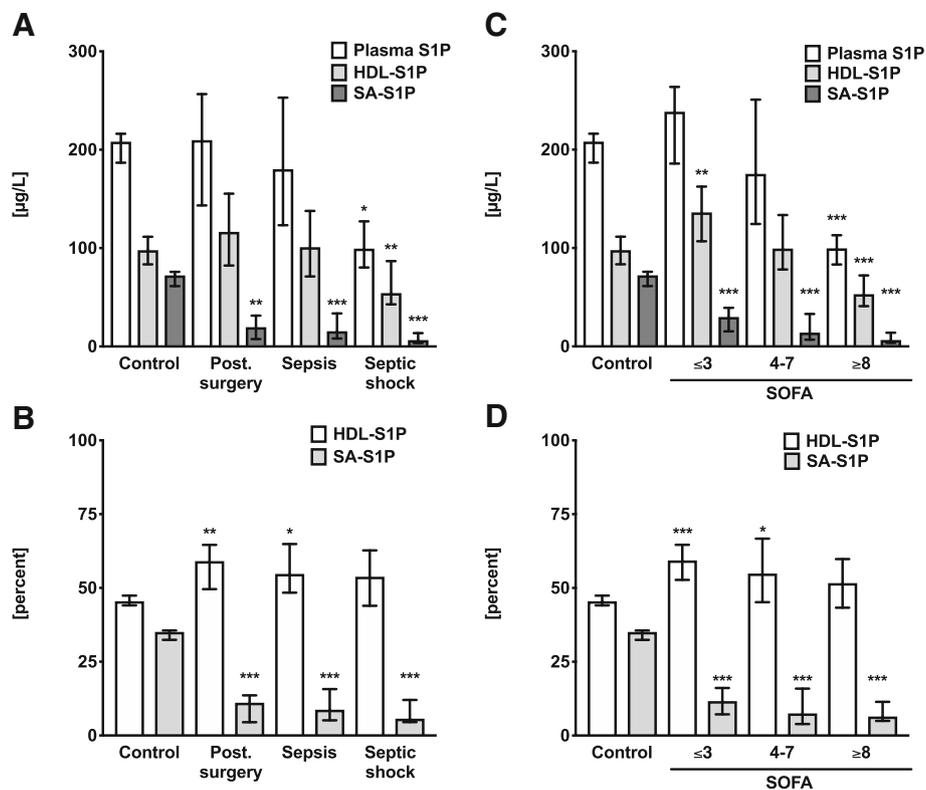 A
300
200
100
0
[µg/L]
Plasma S1P
HDL-S1P
SA-S1P
*
**
**
***
***
Control
Post.
surgery
Sepsis
Septic
shock
C
300
200
100
0
[µg/L]
Plasma S1P
HDL-S1P
SA-S1P
**
***
***
***
***
***
Control
≤3
4-7
≥8
SOFA
B
100
75
50
25
0
[percent]
HDL-S1P
SA-S1P
**
*
***
***
***
Control
Post.
surgery
Sepsis
Septic
shock
D
100
75
50
25
0
[percent]
HDL-S1P
SA-S1P
***
*
***
***
***
Control
≤3
4-7
≥8
SOFA